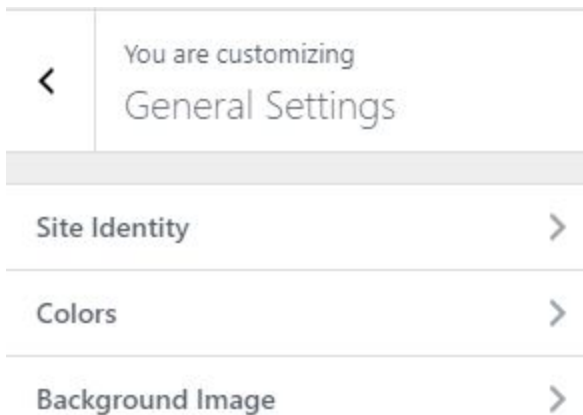 You are customizing
General Settings
Site Identity
Colors
Background Image